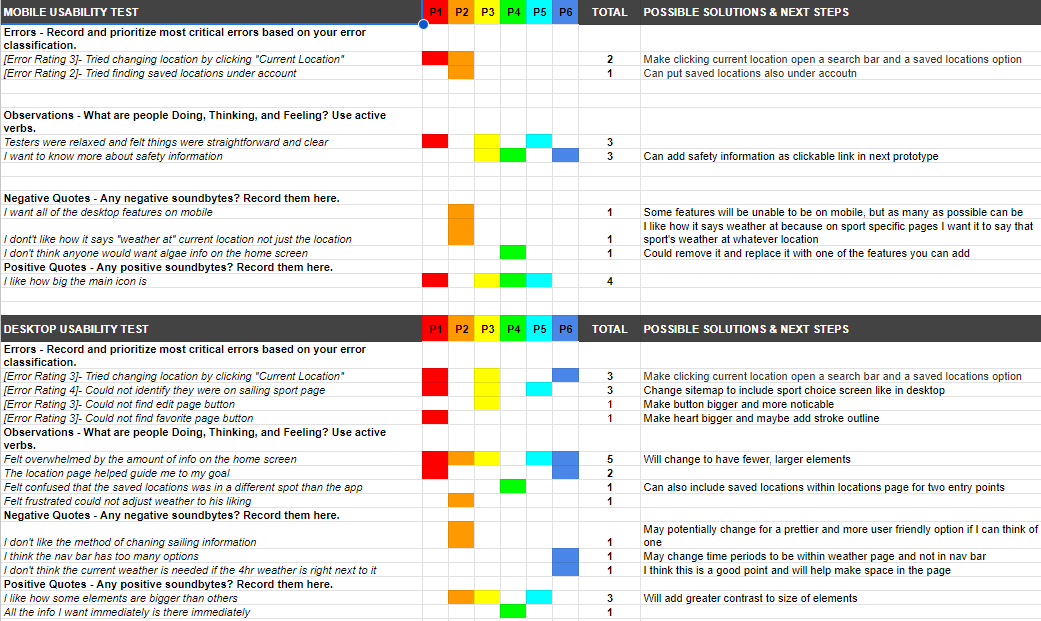 MOBILE USABILITY TEST P1 P2 P3 P4 P5 P6 TOTAL POSSIBLE SOLUTIONS & NEXT STEPS
Errors - Record and prioritize most critical errors based on your error
classification.
[Error Rating 3]- Tried changing location by clicking "Current Location" 2 Make clicking current location open a search bar and a saved locations option
[Error Rating 2]- Tried finding saved locations under account 1 Can put saved locations also under accoutn
Observations - What are people Doing, Thinking, and Feeling? Use active
verbs.
Testers were relaxed and felt things were straightforward and clear 3
I want to know more about safety information 3 Can add safety information as clickable link in next prototype
Negative Quotes - Any negative soundbytes? Record them here.
I want all of the desktop features on mobile 1 Some features will be unable to be on mobile, but as many as possible can be
I like how it says weather at because on sport specific pages I want it to say that
I dont't like how it says "weather at" current location not just the location 1 sport's weather at whatever location
I don't think anyone would want algae info on the home screen 1 Could remove it and replace it with one of the features you can add
Positive Quotes - Any positive soundbytes? Record them here.
I like how big the main icon is 4
DESKTOP USABILITY TEST P1 P2 P3 P4 P5 P6 TOTAL POSSIBLE SOLUTIONS & NEXT STEPS
Errors - Record and prioritize most critical errors based on your error
classification.
[Error Rating 3]- Tried changing location by clicking "Current Location" 3 Make clicking current location open a search bar and a saved locations option
[Error Rating 4]- Could not identify they were on sailing sport page 3 Change sitemap to include sport choice screen like in desktop
[Error Rating 3]- Could not find edit page button 1 Make button bigger and more noticable
[Error Rating 3]- Could not find favorite page button 1 Make heart bigger and maybe add stroke outline
Observations - What are people Doing, Thinking, and Feeling? Use active
verbs.
Felt overwhelmed by the amount of info on the home screen 5 Will change to have fewer, larger elements
The location page helped guide me to my goal 2
Felt confused that the saved locations was in a different spot than the app 1 Can also include saved locations within locations page for two entry points
Felt frustrated could not adjust weather to his liking 1
Negative Quotes - Any negative soundbytes? Record them here.
May potentially change for a prettier and more user friendly option if I can think of
I don't like the method of chaning sailing information 1 one
I think the nav bar has too many options 1 May change time periods to be within weather page and not in nav bar
I don't think the current weather is needed if the 4hr weather is right next to it 1 I think this is a good point and will help make space in the page
Positive Quotes - Any positive soundbytes? Record them here.
I like how some elements are bigger than others 3 Will add greater contrast to size of elements
All the info I want immediately is there immediately 1